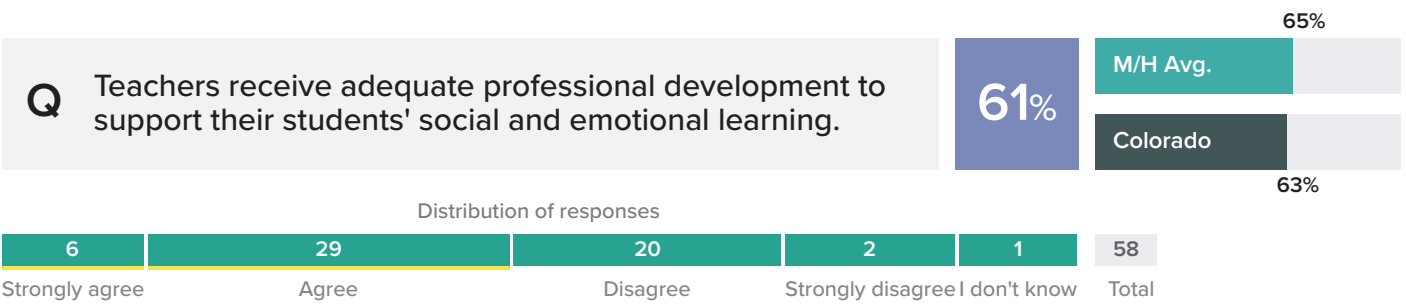 65%
Q
Teachers receive adequate professional development to
support their students' social and emotional learning.
61%
M/H Avg.
Colorado
63%
Distribution of responses
6 29 20 2 1 58
Strongly agree Agree Disagree Strongly disagree I don't know Total